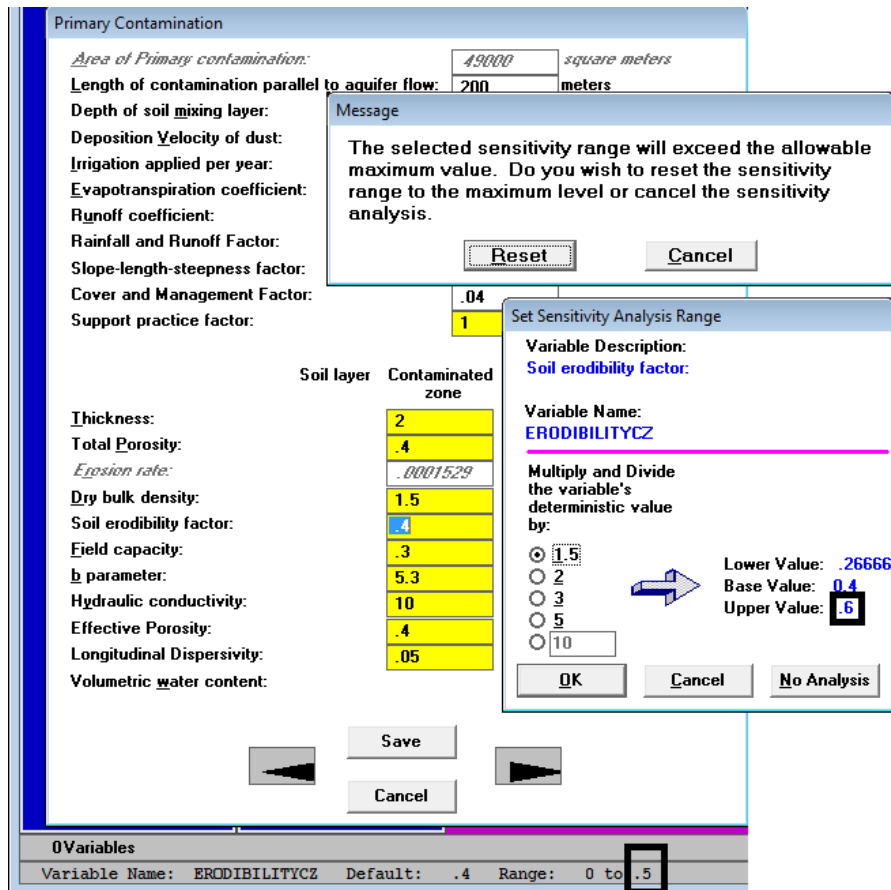 Primary Contamination
Area of Primary contamination: 49000 square meters
Length of contamination parallel to aquifer flow: 200 meters
Depth of soil mixing layer:
Deposition Velocity of dust:
Irrigation applied per year:
Evapotranspiration coefficient:
Runoff coefficient:
Rainfall and Runoff Factor:
Slope-length-steepness factor:
Cover and Management Factor: .04
Support practice factor: 1
Message
The selected sensitivity range will exceed the allowable
maximum value. Do you wish to reset the sensitivity
range to the maximum level or cancel the sensitivity
analysis.
Reset Cancel
Soil layer Contaminated
zone
Thickness: 2
Total Porosity: .4
Erosion rate: .0001529
Dry bulk density: 1.5
Soil erodibility factor: .4
Field capacity: .3
b parameter: 5.3
Hydraulic conductivity: 10
Effective Porosity: .4
Longitudinal Dispersivity: .05
Volumetric water content:
Save
Cancel
Set Sensitivity Analysis Range
Variable Description:
Soil erodibility factor:
Variable Name:
ERODIBILITYCZ
Multiply and Divide
the variable's
deterministic value
by:
1.5
2
3
5
10
Lower Value: .26666
Base Value: 0.4
Upper Value: .6
OK Cancel No Analysis
0Variables
Variable Name: ERODIBILITYCZ Default: .4 Range: 0 to .5